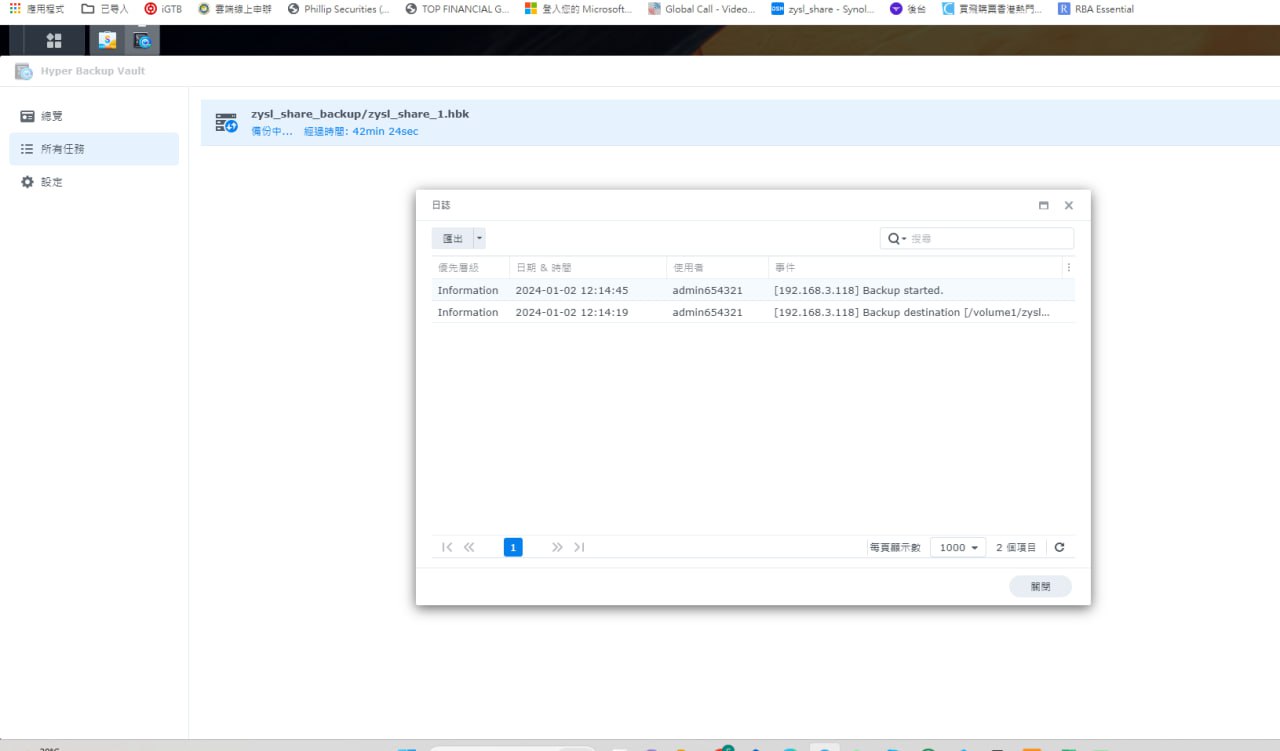 應用程式 已导入 iGTB 雲端線上申辦 Phillip Securities (... TOP FINANCIAL G... 登入您的 Microsoft... Global Call - Video... zysl_share - Synol... 後台 買飛購票香港熱門... RBA Essential
Hyper Backup Vault
總覽
所有任務
設定
zysl_share_backup/zysl_share_1.hbk
備份中... 經過時間: 42min 24sec
日誌
匯出
搜尋
優先層級 日期 & 時間 使用者 事件
Information 2024-01-02 12:14:45 admin654321 [192.168.3.118] Backup started.
Information 2024-01-02 12:14:19 admin654321 [192.168.3.118] Backup destination [/volume1/zysl...
1 每頁顯示數 1000 2 個項目
關閉